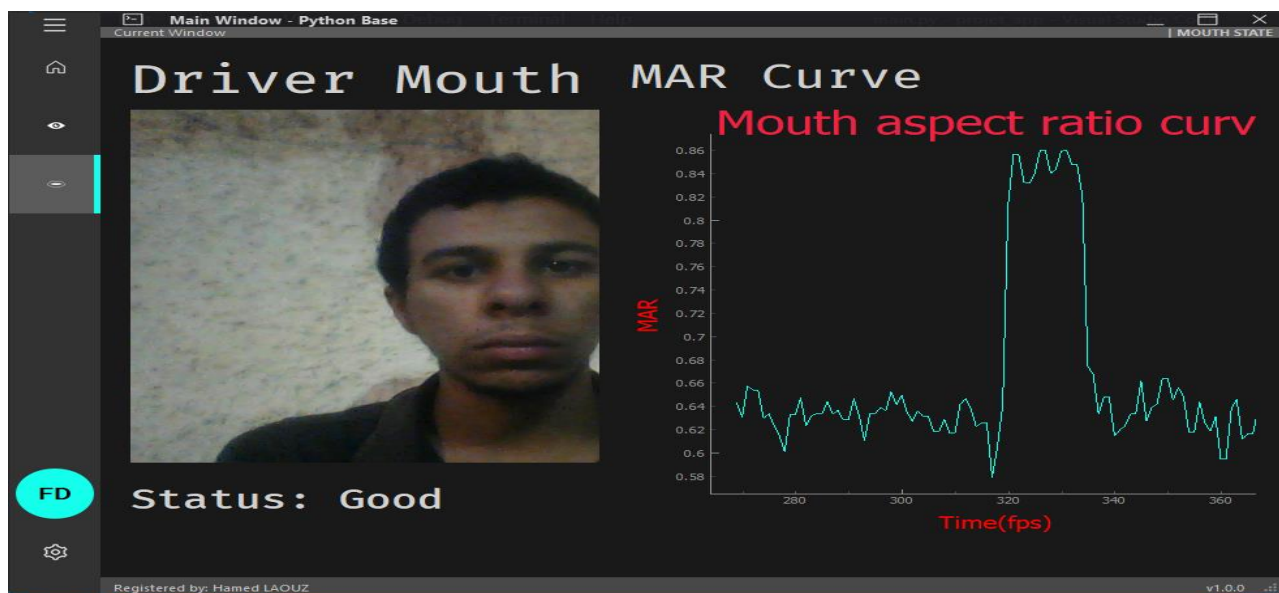 Main Window - Python Base
Current Window
| MOUTH STATE
Driver Mouth
MAR Curve
Mouth aspect ratio curv
0.86
0.84
0.82
0.8
0.78
0.76
0.74
0.72
0.7
0.68
0.66
0.64
0.62
0.6
0.58
MAR
280
300
320
340
360
Time(fps)
Status: Good
FD
Registered by: Hamed LAOUZ
v1.0.0